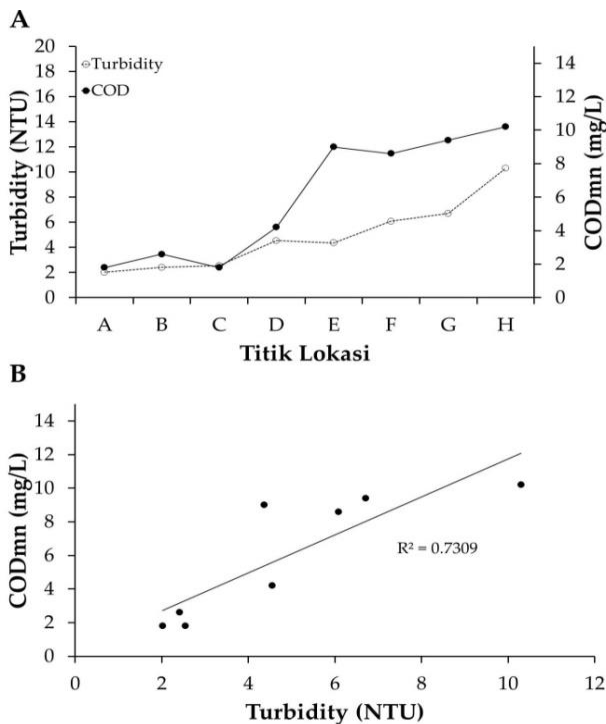 A
Turbidity (NTU)
20
18
16
14
12
10
8
6
4
2
0
Turbidity
COD
14
12
10
8
6
4
2
0
CODmn (mg/L)
A B C D E F G H
Titik Lokasi
B
CODmn (mg/L)
14
12
10
8
6
4
2
0
R² = 0.7309
0 2 4 6 8 10 12
Turbidity (NTU)